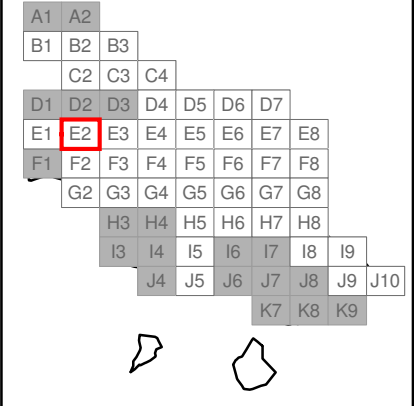 A1 A2
B1 B2 B3
C2 C3 C4
D1 D2 D3 D4 D5 D6 D7
E1 E2 E3 E4 E5 E6 E7 E8
F1 F2 F3 F4 F5 F6 F7 F8
G2 G3 G4 G5 G6 G7 G8
H3 H4 H5 H6 H7 H8
I3 I4 I5 I6 I7 I8 I9
J4 J5 J6 J7 J8 J9 J10
K7 K8 K9